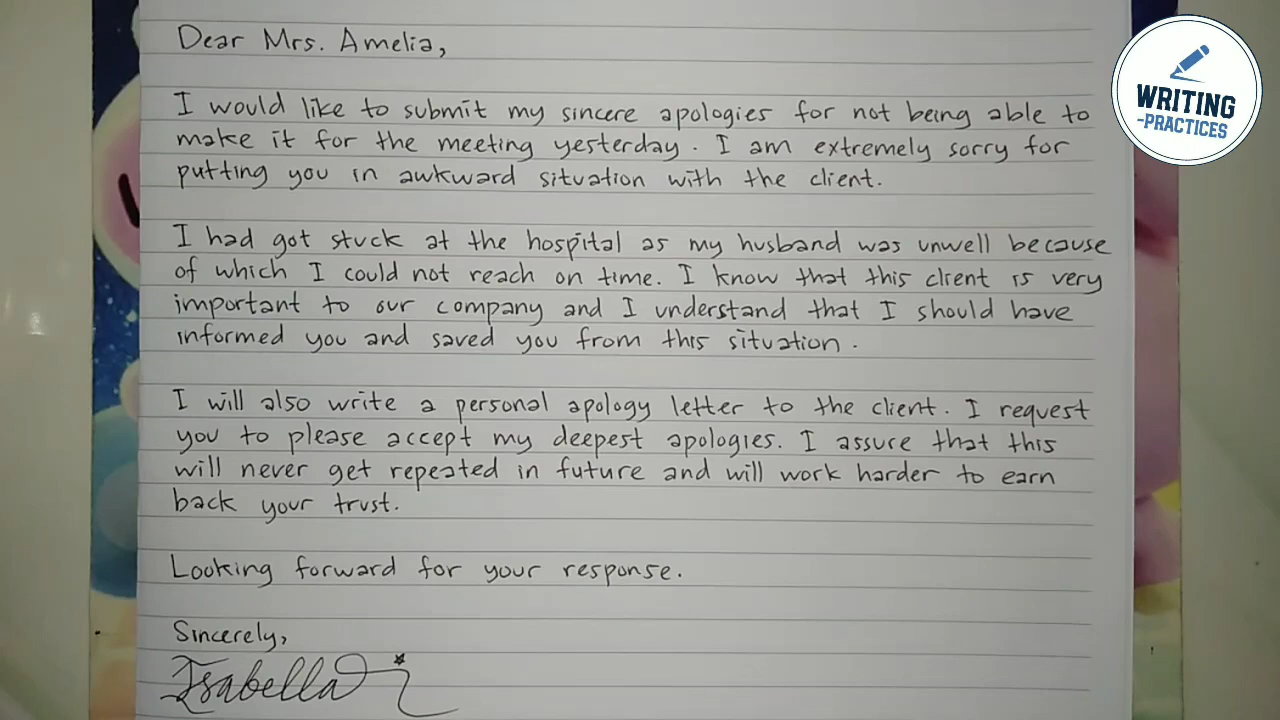 Dear Mrs. Amelia,
I would like to submit my sincere apologies for not being able to
make it for the meeting yesterday. I am extremely sorry for
putting you in awkward situation with the client.
I had got stuck at the hospital as my husband was unwell because
of which I could not reach on time. I know that this client is very
important to our company and I understand that I should have
informed you and saved you from this situation.
I will also write a personal apology letter to the client. I request
you to please accept my deepest apologies. I assure that this
will never get repeated in future and will work harder to earn
back your trust.
Looking forward for your response.
Sincerely,
Isabella
WRITING
-PRACTICES